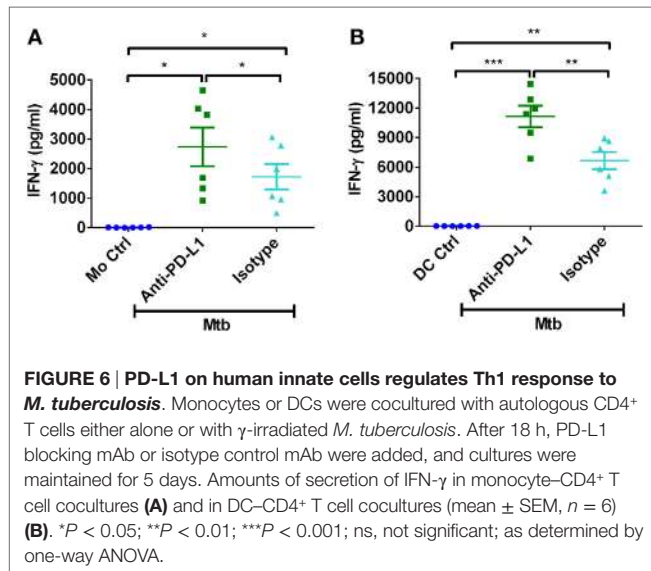 A
B
*
**
*
*
***
**
5000
4000
3000
2000
1000
0
IFN-γ (pg/ml)
15000
12000
9000
6000
3000
0
IFN-γ (pg/ml)
Mo Ctrl
Anti-PD-L1
Isotype
Mtb
DC Ctrl
Anti-PD-L1
Isotype
Mtb
FIGURE 6 | PD-L1 on human innate cells regulates Th1 response to
M. tuberculosis. Monocytes or DCs were cocultured with autologous CD4⁺
T cells either alone or with γ-irradiated M. tuberculosis. After 18 h, PD-L1
blocking mAb or isotype control mAb were added, and cultures were
maintained for 5 days. Amounts of secretion of IFN-γ in monocyte–CD4⁺ T
cell cocultures (A) and in DC–CD4⁺ T cell cocultures (mean ± SEM, n = 6)
(B). *P < 0.05; **P < 0.01; ***P < 0.001; ns, not significant; as determined by
one-way ANOVA.